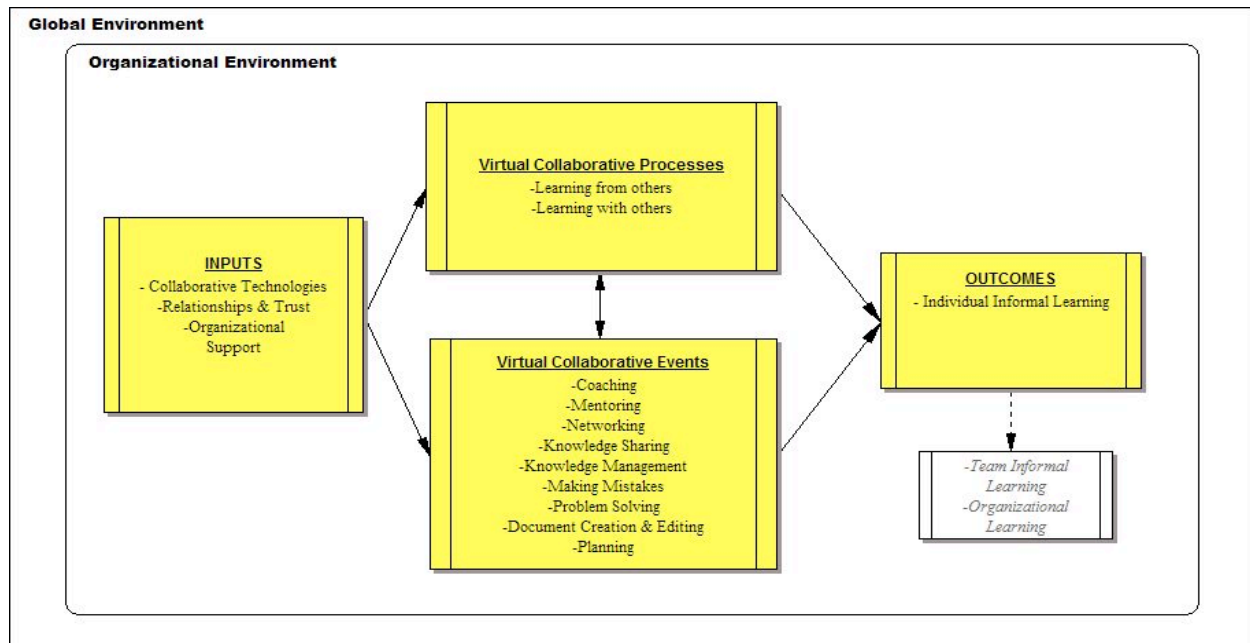 Global Environment
Organizational Environment
Virtual Collaborative Processes
-Learning from others
-Learning with others
INPUTS
- Collaborative Technologies
-Relationships & Trust
-Organizational
Support
OUTCOMES
- Individual Informal Learning
Virtual Collaborative Events
-Coaching
-Mentoring
-Networking
-Knowledge Sharing
-Knowledge Management
-Making Mistakes
-Problem Solving
-Document Creation & Editing
-Planning
-Team Informal
Learning
-Organizational
Learning